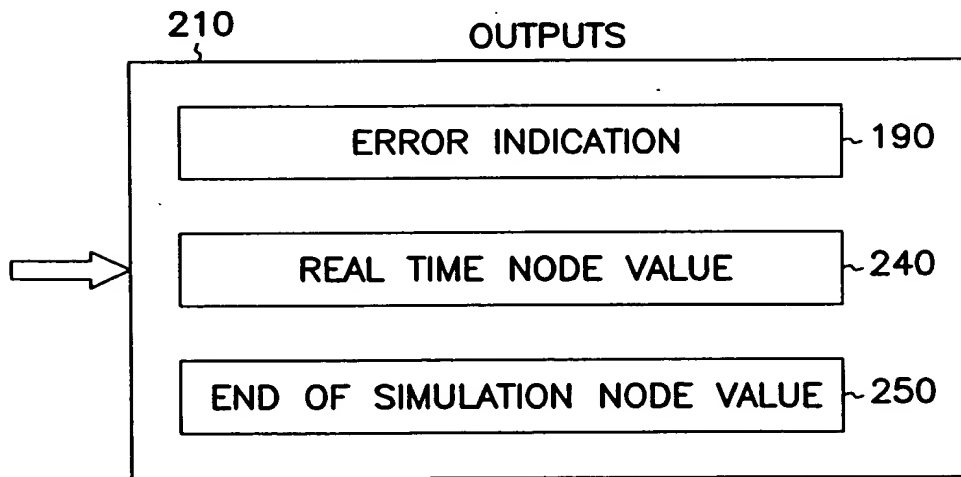 210
OUTPUTS
ERROR INDICATION
190
REAL TIME NODE VALUE
240
END OF SIMULATION NODE VALUE
250